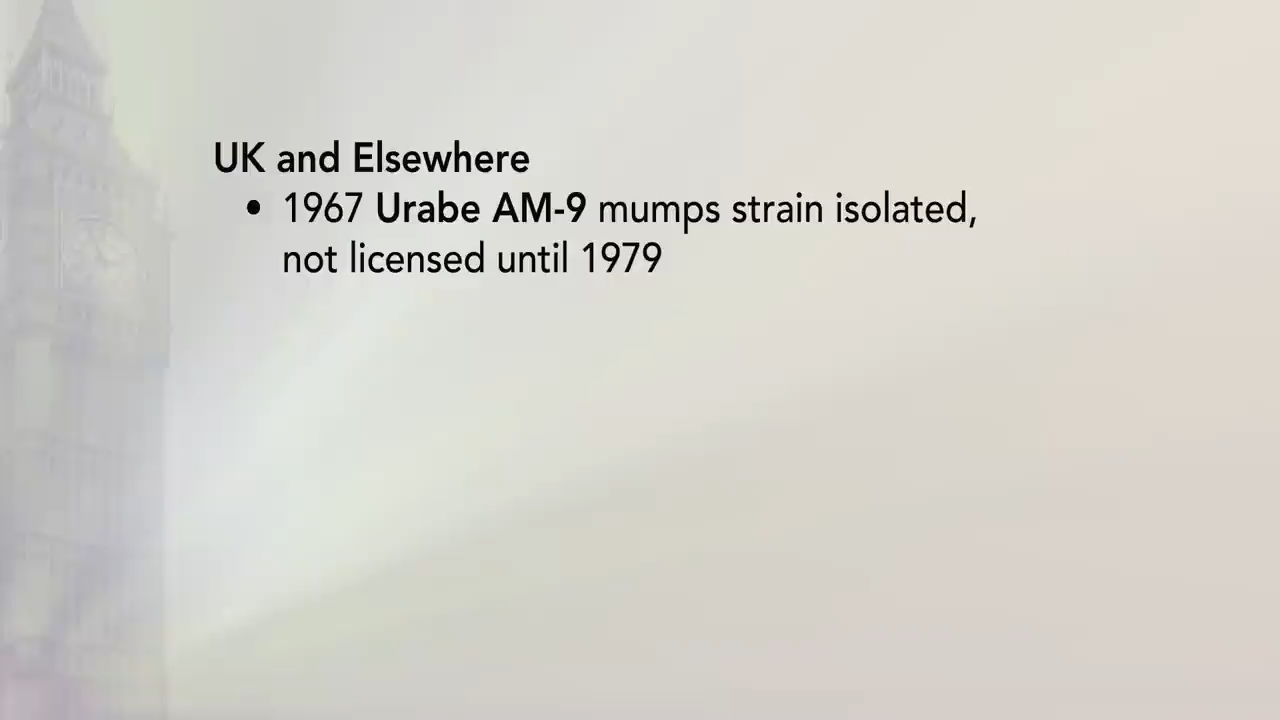 UK and Elsewhere
• 1967 Urabe AM-9 mumps strain isolated,
not licensed until 1979